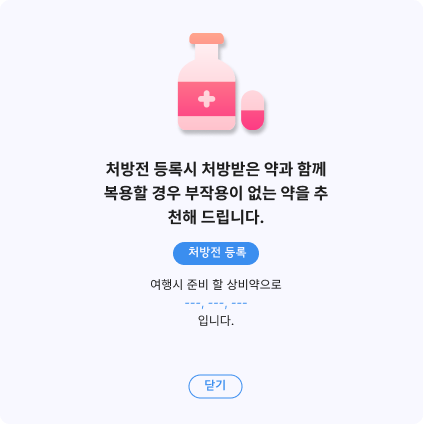 처방전 등록시 처방받은 약과 함께
복용할 경우 부작용이 없는 약을 추
천해 드립니다.
처방전 등록
여행시 준비 할 상비약으로
---, ---, ---
입니다.
닫기